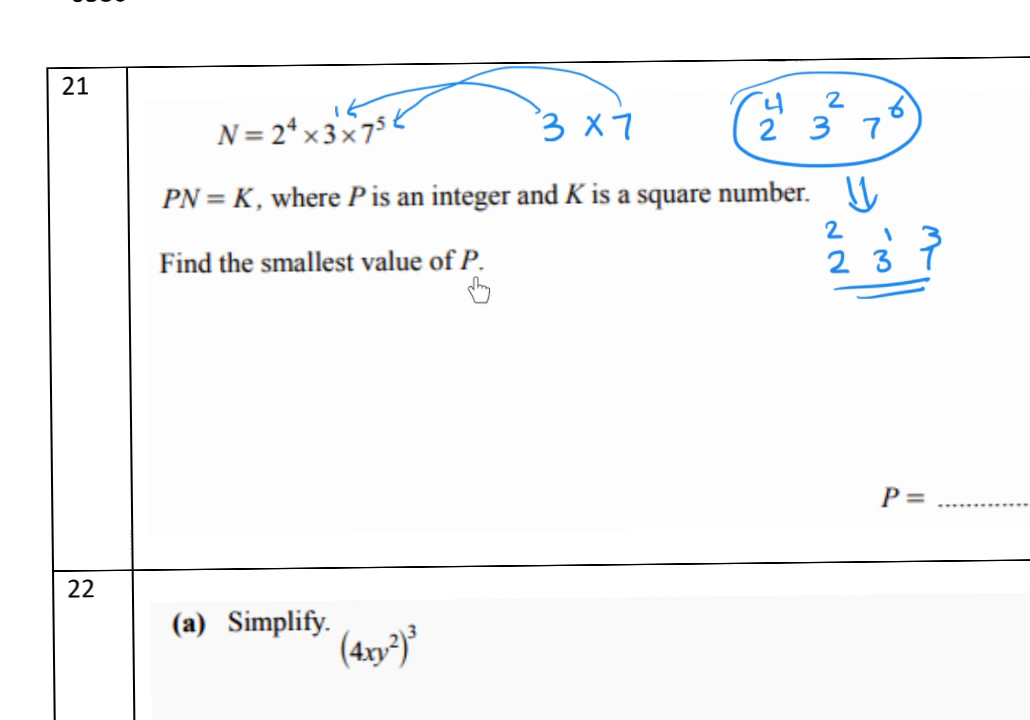 21
N = 2⁴ × 3¹ × 7⁵
3 × 7
2⁴ 3² 7⁶
PN = K, where P is an integer and K is a square number.
⇓
2² 3¹ 7³
Find the smallest value of P.
P = .............
22
(a) Simplify.
(4xy²)³